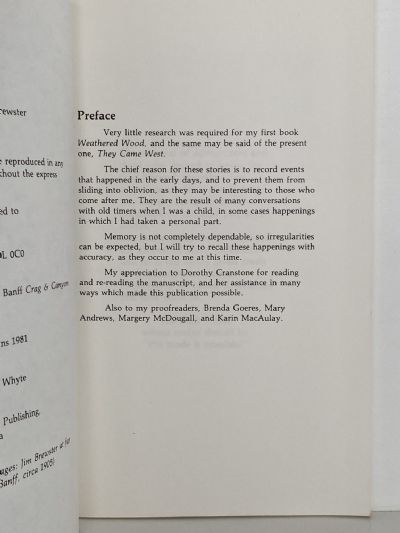 rewster
e reproduced in any
thout the express
ed to
0L 0C0
Banff Crag & Canyon
ns 1981
Whyte
Publishing,
a
uges: Jim Brewster at
Banff, circa 1905!
Preface
Very little research was required for my first book
Weathered Wood, and the same may be said of the present
one, They Came West.
The chief reason for these stories is to record events
that happened in the early days, and to prevent them from
sliding into oblivion, as they may be interesting to those who
come after me. They are the result of many conversations
with old timers when I was a child, in some cases happenings
in which I had taken a personal part.
Memory is not completely dependable, so irregularities
can be expected, but I will try to recall these happenings with
accuracy, as they occur to me at this time.
My appreciation to Dorothy Cranstone for reading
and re-reading the manuscript, and her assistance in many
ways which made this publication possible.
Also to my proofreaders, Brenda Goeres, Mary
Andrews, Margery McDougall, and Karin MacAulay.